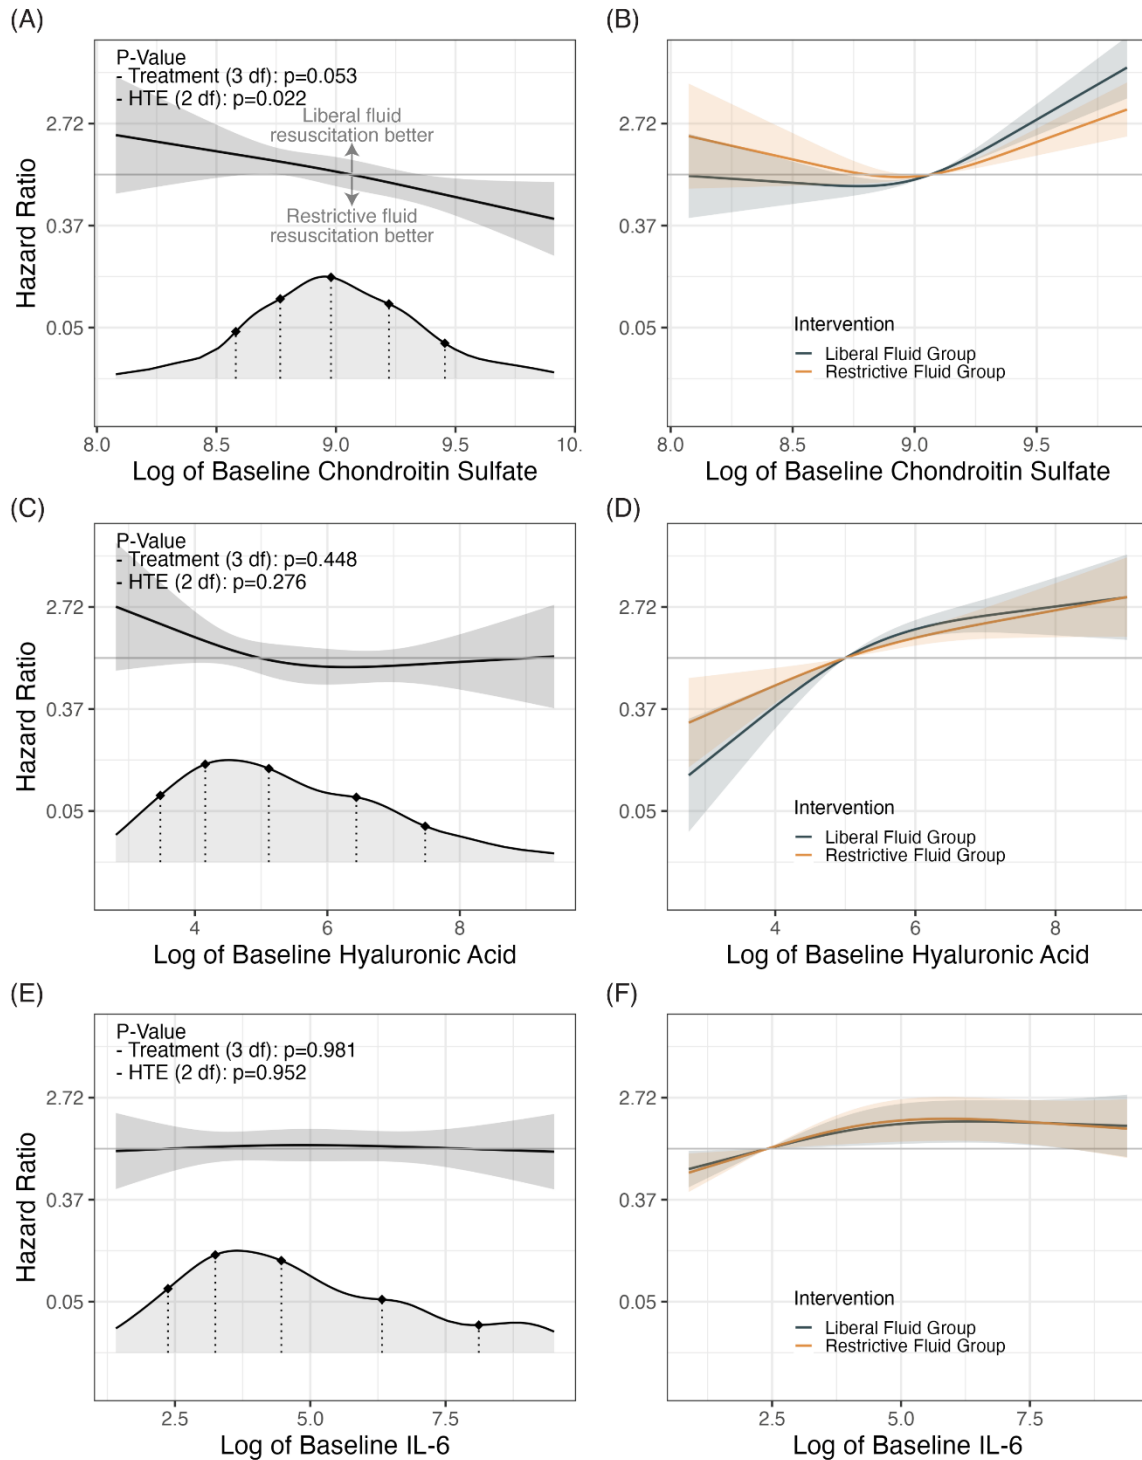 (A)
P-Value
- Treatment (3 df): p=0.053
- HTE (2 df): p=0.022
Liberal fluid
resuscitation better
Restrictive fluid
resuscitation better
Hazard Ratio
2.72
0.37
0.05
8.0
8.5
9.0
9.5
10.
Log of Baseline Chondroitin Sulfate
(B)
2.72
0.37
0.05
Intervention
Liberal Fluid Group
Restrictive Fluid Group
8.0
8.5
9.0
9.5
Log of Baseline Chondroitin Sulfate
(C)
P-Value
- Treatment (3 df): p=0.448
- HTE (2 df): p=0.276
Hazard Ratio
2.72
0.37
0.05
4
6
8
Log of Baseline Hyaluronic Acid
(D)
2.72
0.37
0.05
Intervention
Liberal Fluid Group
Restrictive Fluid Group
4
6
8
Log of Baseline Hyaluronic Acid
(E)
P-Value
- Treatment (3 df): p=0.981
- HTE (2 df): p=0.952
Hazard Ratio
2.72
0.37
0.05
2.5
5.0
7.5
Log of Baseline IL-6
(F)
2.72
0.37
0.05
Intervention
Liberal Fluid Group
Restrictive Fluid Group
2.5
5.0
7.5
Log of Baseline IL-6